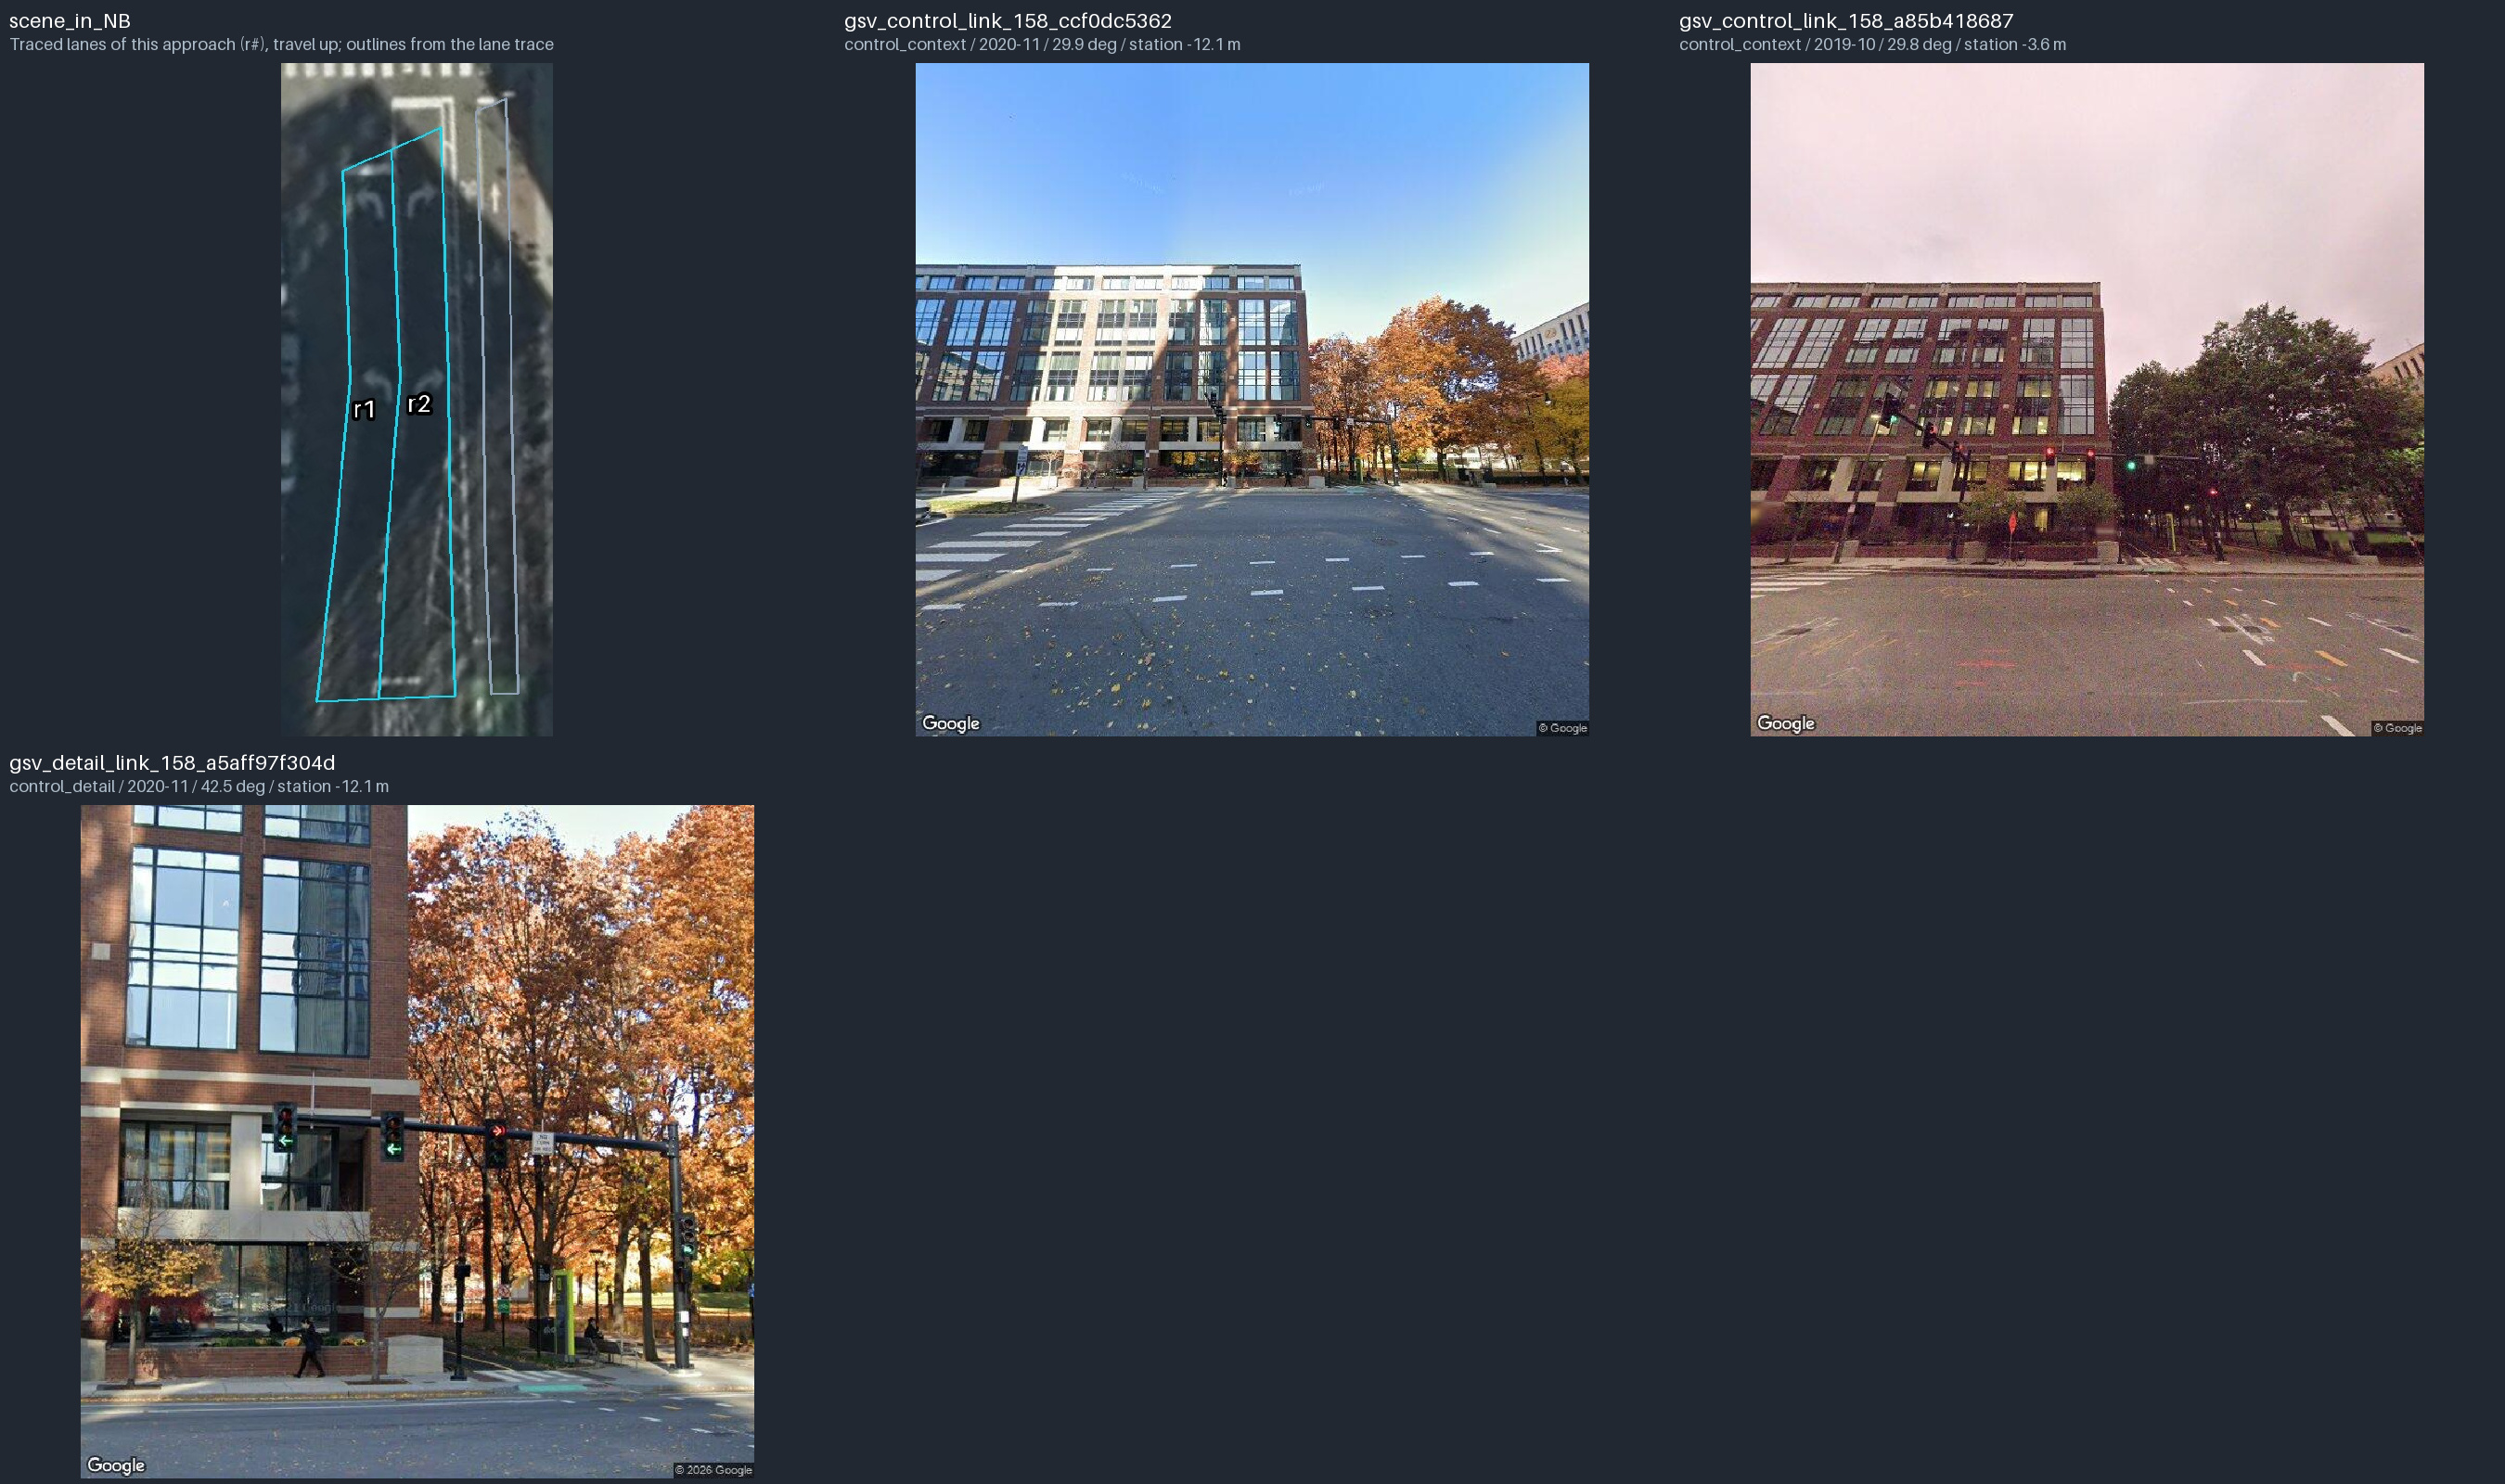 scene_in_NB
Traced lanes of this approach (r#), travel up; outlines from the lane trace
r1
r2
gsv_control_link_158_ccf0dc5362
control_context / 2020-11 / 29.9 deg / station -12.1 m
Google
© Google
gsv_control_link_158_a85b418687
control_context / 2019-10 / 29.8 deg / station -3.6 m
Google
© Google
gsv_detail_link_158_a5aff97f304d
control_detail / 2020-11 / 42.5 deg / station -12.1 m
Google
© 2026 Google